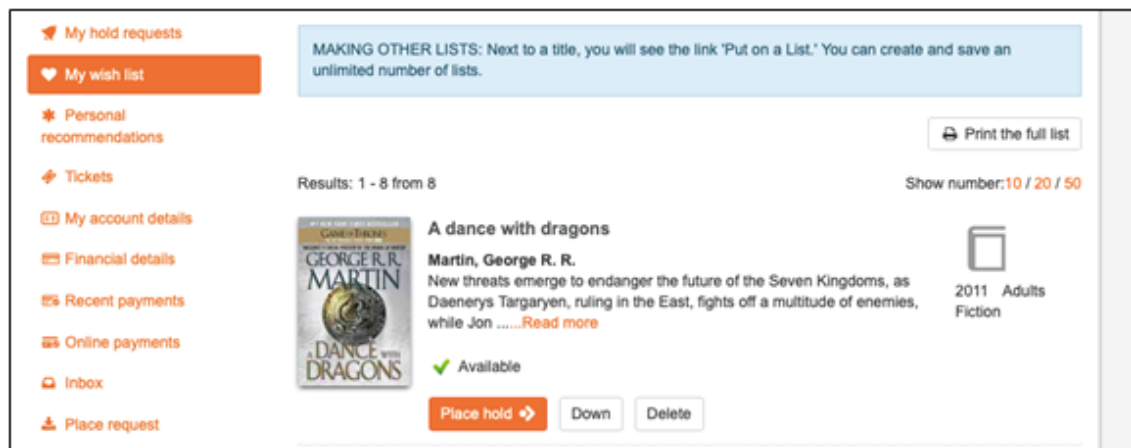 My hold requests
My wish list
Personal
recommendations
Tickets
My account details
Financial details
Recent payments
Online payments
Inbox
Place request
MAKING OTHER LISTS: Next to a title, you will see the link 'Put on a List.' You can create and save an
unlimited number of lists.
Print the full list
Results: 1 - 8 from 8
Show number:10 / 20 / 50
GAME OF THRONES
GEORGE R. R.
MARTIN
A DANCE WITH
DRAGONS
A dance with dragons
Martin, George R. R.
New threats emerge to endanger the future of the Seven Kingdoms, as
Daenerys Targaryen, ruling in the East, fights off a multitude of enemies,
while Jon ......Read more
2011 Adults
Fiction
Available
Place hold
Down
Delete